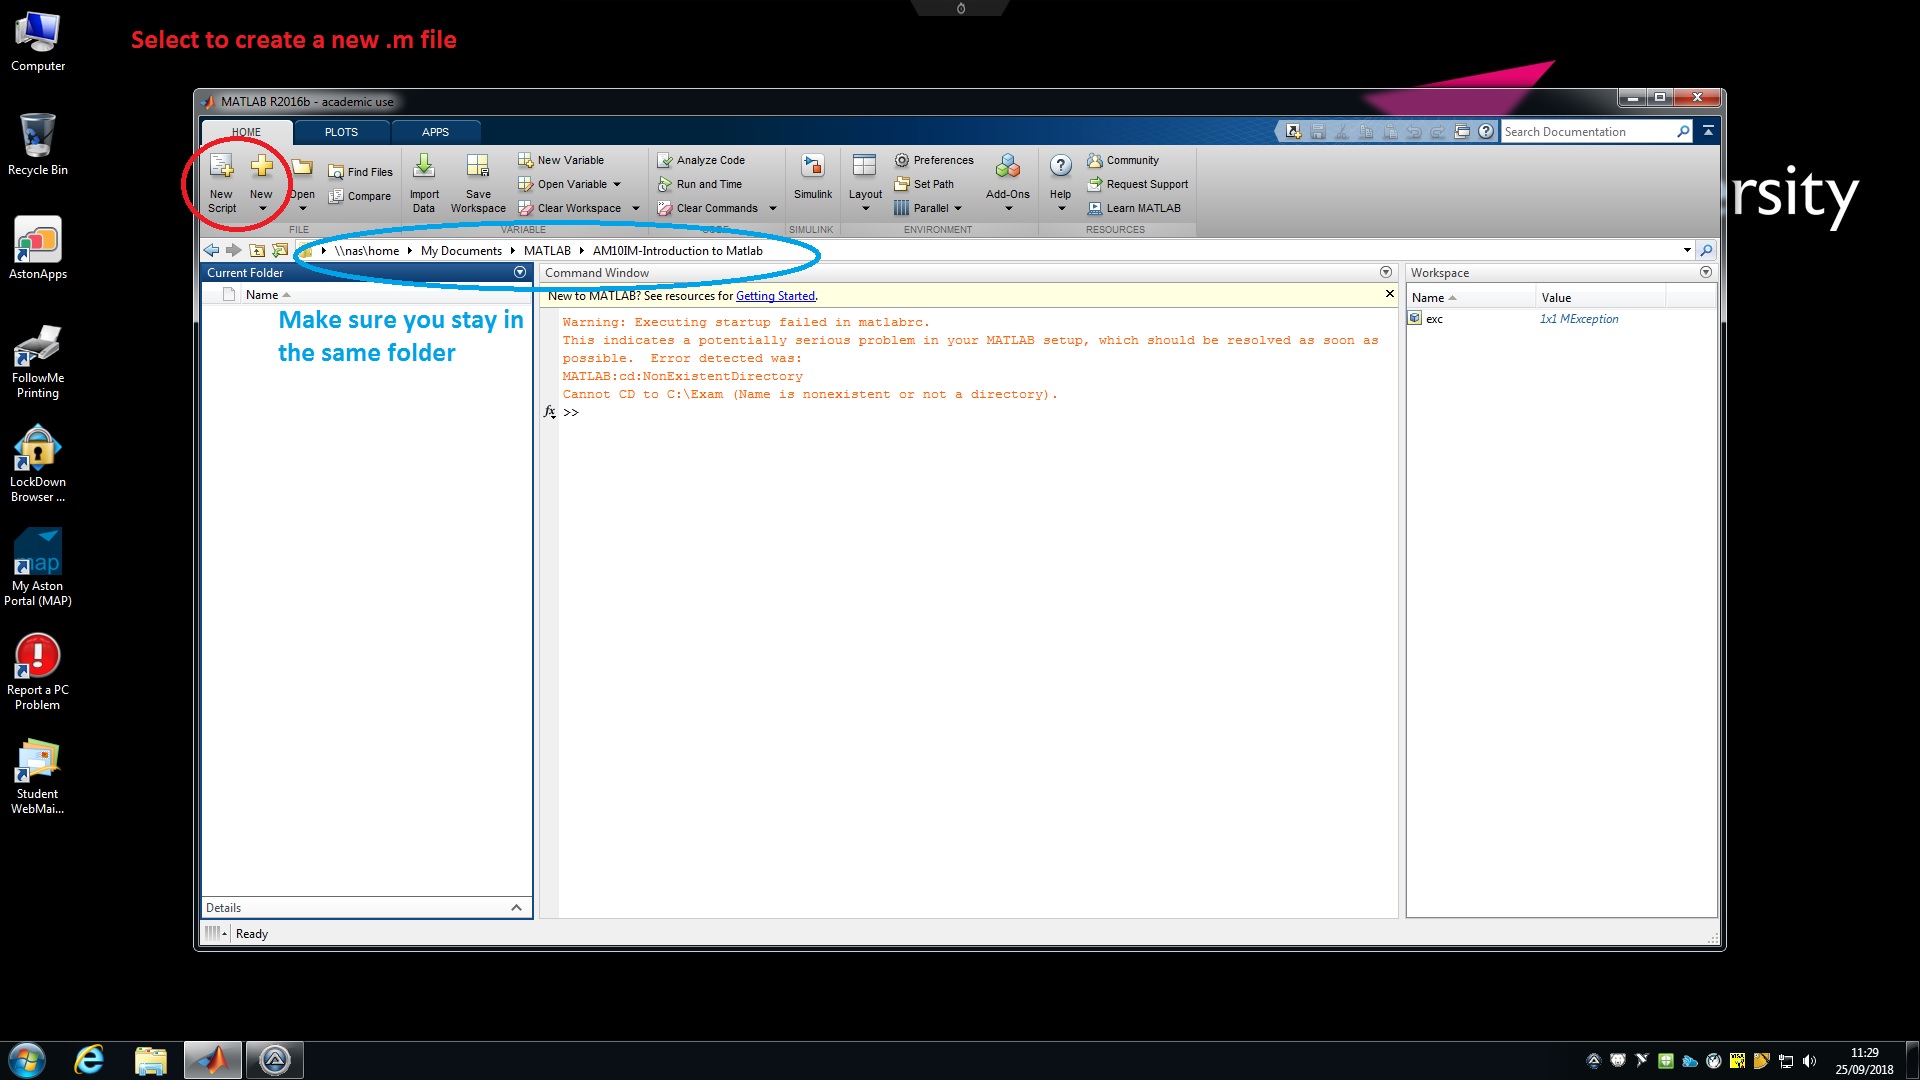 Computer
Select to create a new .m file
Recycle Bin
AstonApps
FollowMe
Printing
LockDown
Browser ...
map
My Aston
Portal (MAP)
Report a PC
Problem
Student
WebMai...
rsity
MATLAB R2016b - academic use
HOME PLOTS APPS
Search Documentation
New
Script
New
Open
Find Files
Compare
FILE
Import
Data
Save
Workspace
New Variable
Open Variable
Clear Workspace
VARIABLE
Analyze Code
Run and Time
Clear Commands
CODE
Simulink
SIMULINK
Layout
Preferences
Set Path
Parallel
Add-Ons
ENVIRONMENT
Help
Community
Request Support
Learn MATLAB
RESOURCES
\\nas\home My Documents MATLAB AM10IM-Introduction to Matlab
Current Folder
Name
Make sure you stay in
the same folder
Details
Command Window
New to MATLAB? See resources for Getting Started.
Warning: Executing startup failed in matlabrc.
This indicates a potentially serious problem in your MATLAB setup, which should be resolved as soon as
possible.  Error detected was:
MATLAB:cd:NonExistentDirectory
Cannot CD to C:\Exam (Name is nonexistent or not a directory).
fx >>
Workspace
Name Value
exc 1x1 MException
Ready
11:29
25/09/2018